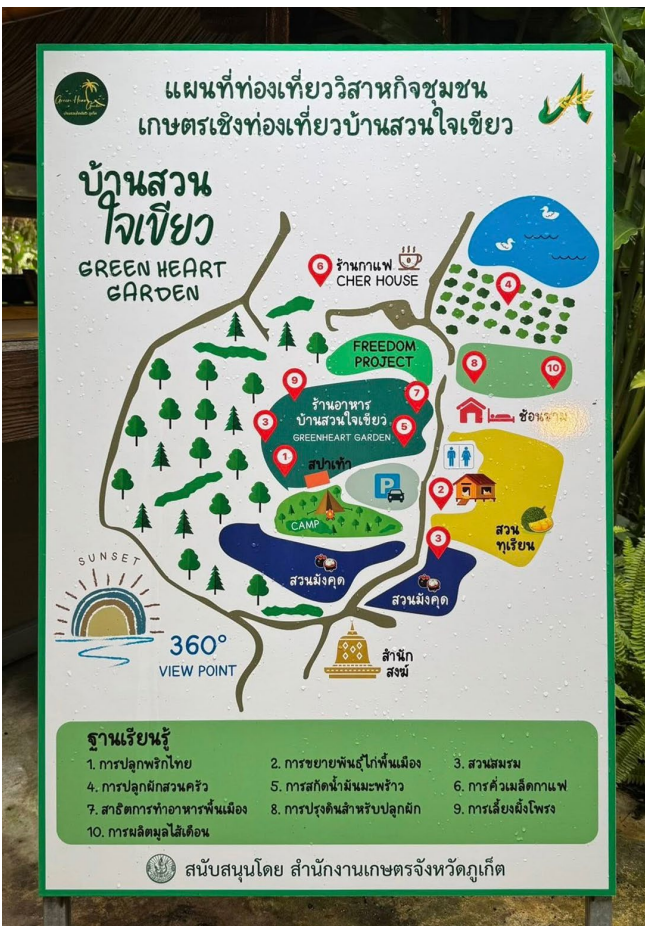 แผนที่ท่องเที่ยววิสาหกิจชุมชน
เกษตรเชิงท่องเที่ยวบ้านสวนใจเขียว
Green Heart Garden
บ้านสวน
ใจเขียว
GREEN HEART
GARDEN
6
ร้านกาแฟ
CHER HOUSE
4
FREEDOM
PROJECT
8
10
9
7
3
ร้านอาหาร
บ้านสวนใจเขียว
GREENHEART GARDEN
5
1
สปาเท้า
P
2
CAMP
สวน
ทุเรียน
3
สวนมังคุด
สวนมังคุด
SUNSET
360°
VIEW POINT
สำนัก
สงฆ์
ฐานเรียนรู้
1. การปลูกพริกไทย
2. การขยายพันธุ์ไก่พื้นเมือง
3. สวนสมรม
4. การปลูกผักสวนครัว
5. การสกัดน้ำมันมะพร้าว
6. การคั่วเมล็ดกาแฟ
7. สาธิตการทำอาหารพื้นเมือง
8. การปรุงดินสำหรับปลูกผัก
9. การเลี้ยงผึ้งโพรง
10. การผลิตมูลไส้เดือน
สนับสนุนโดย สำนักงานเกษตรจังหวัดภูเก็ต